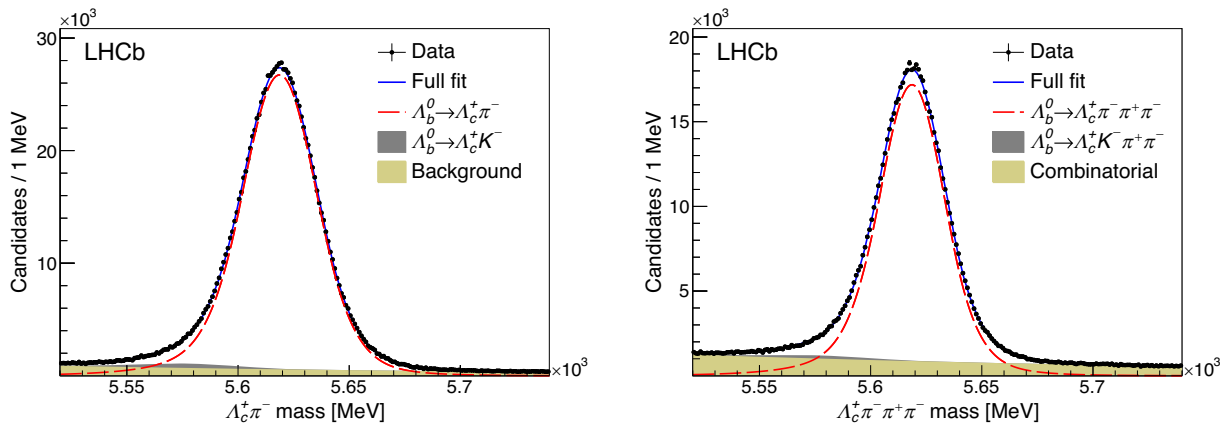 ×10³
30
20
10
Candidates / 1 MeV
LHCb
Data
Full fit
Λ_b^0→Λ_c^+π^-
Λ_b^0→Λ_c^+K^-
Background
5.55
5.6
5.65
5.7
×10³
Λ_c^+π^- mass [MeV]
×10³
20
15
10
5
Candidates / 1 MeV
LHCb
Data
Full fit
Λ_b^0→Λ_c^+π^-π^+π^-
Λ_b^0→Λ_c^+K^-π^+π^-
Combinatorial
5.55
5.6
5.65
5.7
×10³
Λ_c^+π^-π^+π^- mass [MeV]